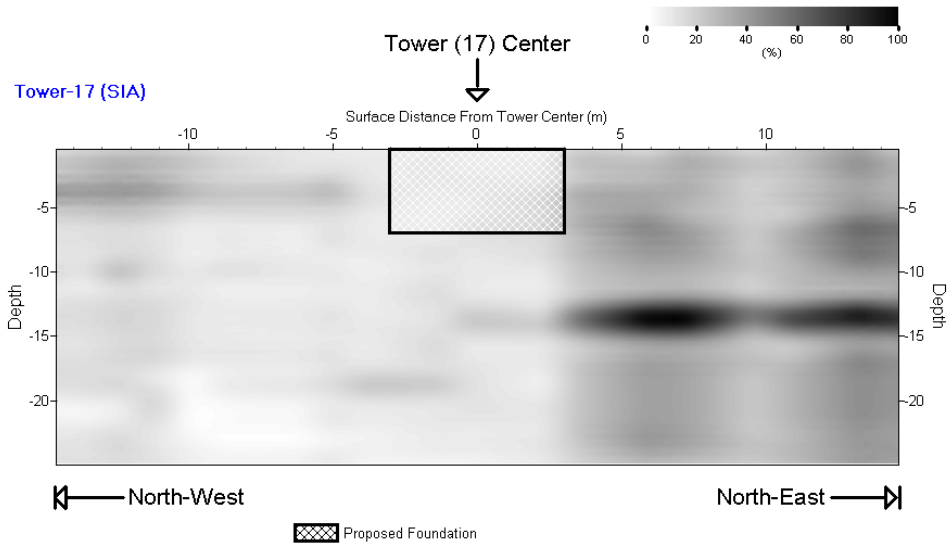 0 20 40 60 80 100
(%)
Tower (17) Center
Tower-17 (SIA)
Surface Distance From Tower Center (m)
-10 -5 0 5 10
-5 -5
-10 -10
Depth Depth
-15 -15
-20 -20
North-West North-East
Proposed Foundation